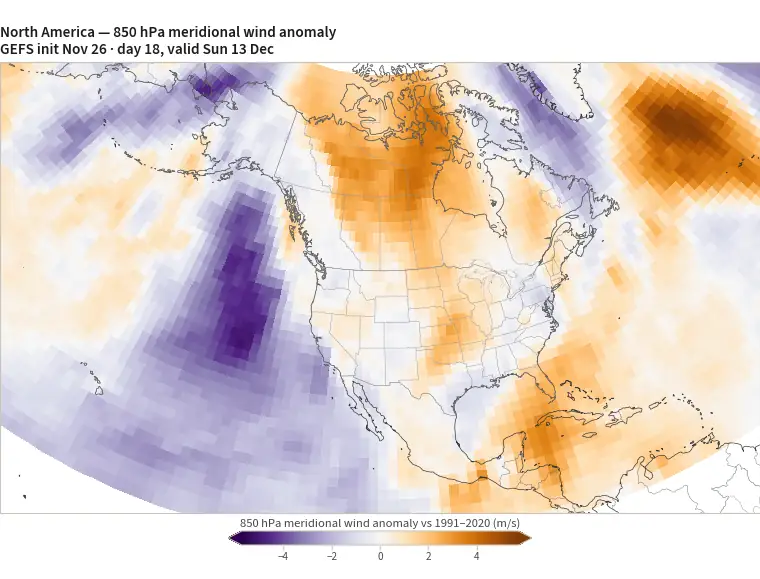 North America — 850 hPa meridional wind anomaly
GEFS init Nov 26 · day 18, valid Sun 13 Dec
850 hPa meridional wind anomaly vs 1991–2020 (m/s)
−4 −2 0 2 4